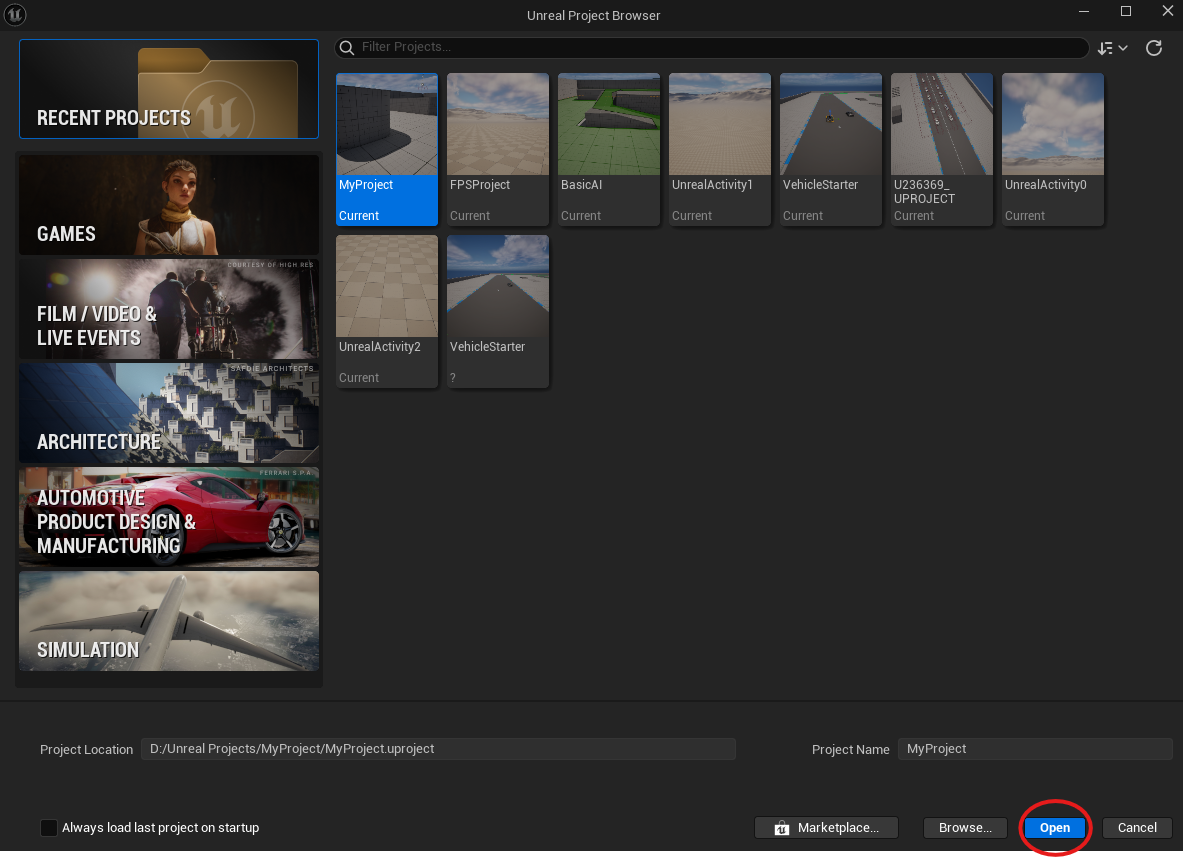 Unreal Project Browser
RECENT PROJECTS
GAMES
COURTESY OF HIGH RES
FILM / VIDEO &
LIVE EVENTS
SAFDIE ARCHITECTS
ARCHITECTURE
FERRARI S.P.A
AUTOMOTIVE
PRODUCT DESIGN &
MANUFACTURING
SIMULATION
Filter Projects...
MyProject
Current
FPSProject
Current
BasicAI
Current
UnrealActivity1
Current
VehicleStarter
Current
U236369_
UPROJECT
Current
UnrealActivity0
Current
UnrealActivity2
Current
VehicleStarter
?
Project Location
D:/Unreal Projects/MyProject/MyProject.uproject
Project Name
MyProject
Always load last project on startup
Marketplace...
Browse...
Open
Cancel